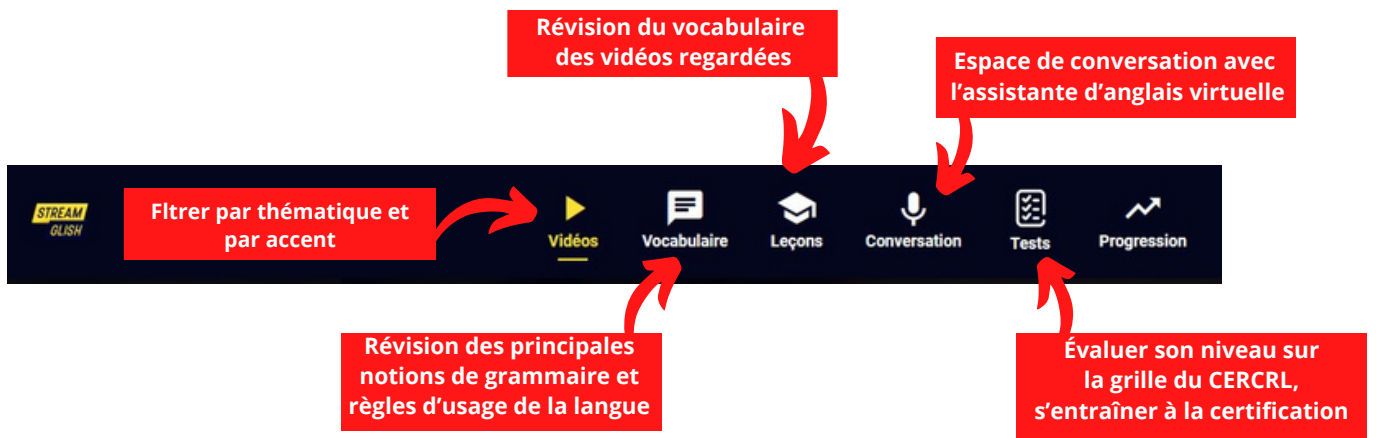 Révision du vocabulaire
des vidéos regardées
Espace de conversation avec
l'assistante d'anglais virtuelle
STREAM
GLISH
Fltrer par thématique et
par accent
Vidéos
Vocabulaire
Leçons
Conversation
Tests
Progression
Révision des principales
notions de grammaire et
règles d'usage de la langue
Évaluer son niveau sur
la grille du CERCRL,
s'entraîner à la certification